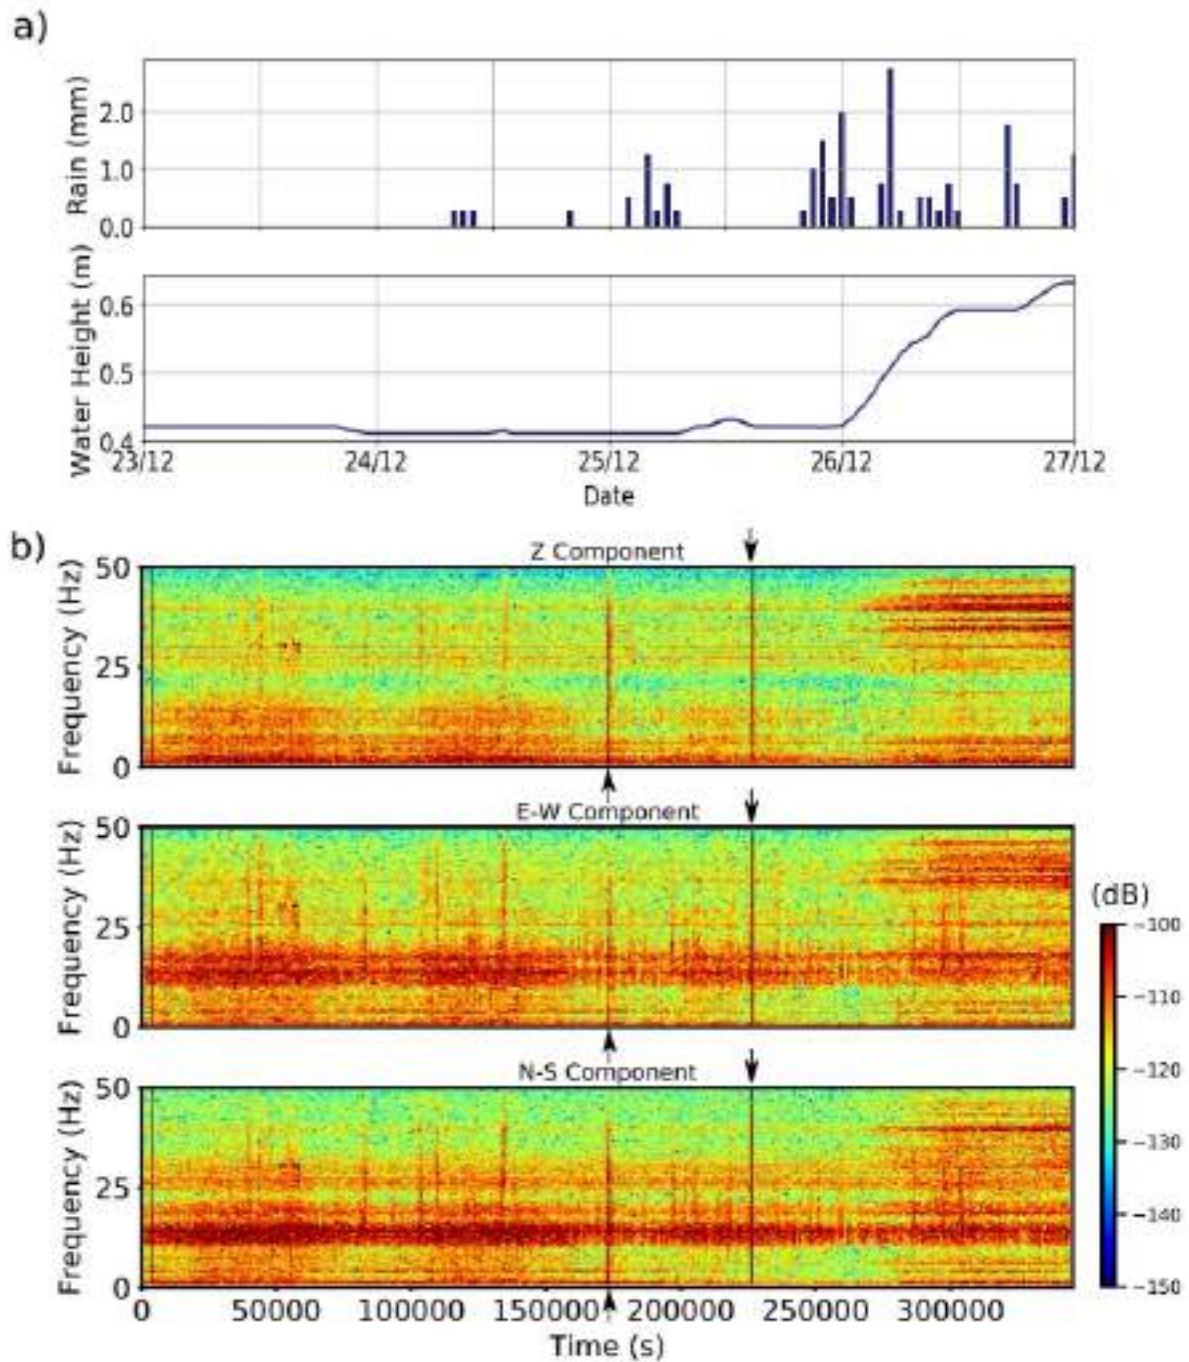 a)
Rain (mm)
2.0
1.0
0.0
Water Height (m)
0.6
0.5
0.4
23/12 24/12 25/12 26/12 27/12
Date
b)
Z Component
Frequency (Hz)
50
25
0
E-W Component
Frequency (Hz)
50
25
0
(dB)
−100
−110
−120
−130
−140
−150
N-S Component
Frequency (Hz)
50
25
0
0 50000 100000 150000 200000 250000 300000
Time (s)